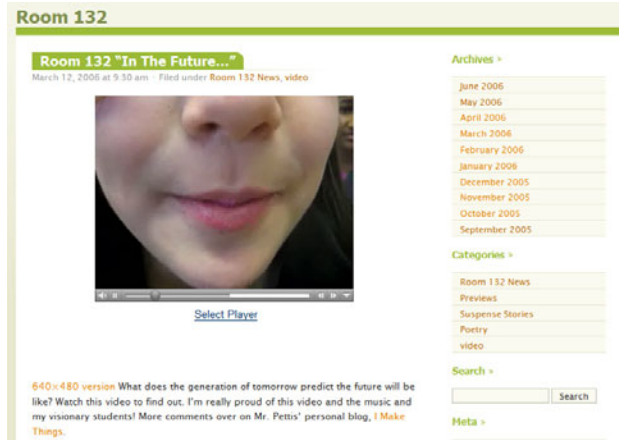 Room 132
Room 132 "In The Future..."
March 12, 2006 at 9:30 am · Filed under Room 132 News, video
Select Player
640×480 version What does the generation of tomorrow predict the future will be
like? Watch this video to find out. I'm really proud of this video and the music and
my visionary students! More comments over on Mr. Pettis' personal blog, I Make
Things.
Archives »
June 2006
May 2006
April 2006
March 2006
February 2006
January 2006
December 2005
November 2005
October 2005
September 2005
Categories »
Room 132 News
Previews
Suspense Stories
Poetry
video
Search »
Search
Meta »